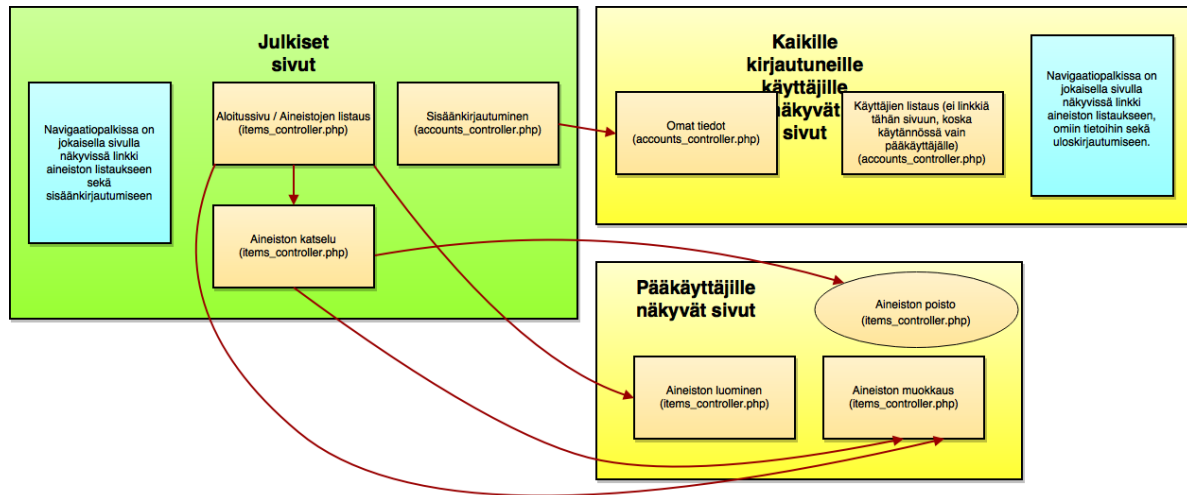 Julkiset
sivut
Navigaatiopalkissa on
jokaisella sivulla
näkyvissä linkki
aineiston listaukseen
sekä
sisäänkirjautumiseen
Aloitussivu / Aineistojen listaus
(items_controller.php)
Sisäänkirjautuminen
(accounts_controller.php)
Aineiston katselu
(items_controller.php)
Kaikille
kirjautuneille
käyttäjille
näkyvät
sivut
Omat tiedot
(accounts_controller.php)
Käyttäjien listaus (ei linkkiä
tähän sivuun, koska
käytännössä vain
pääkäyttäjälle)
(accounts_controller.php)
Navigaatiopalkissa on
jokaisella sivulla
näkyvissä linkki
aineiston listaukseen,
omiin tietoihin sekä
uloskirjautumiseen.
Pääkäyttäjille
näkyvät sivut
Aineiston poisto
(items_controller.php)
Aineiston luominen
(items_controller.php)
Aineiston muokkaus
(items_controller.php)